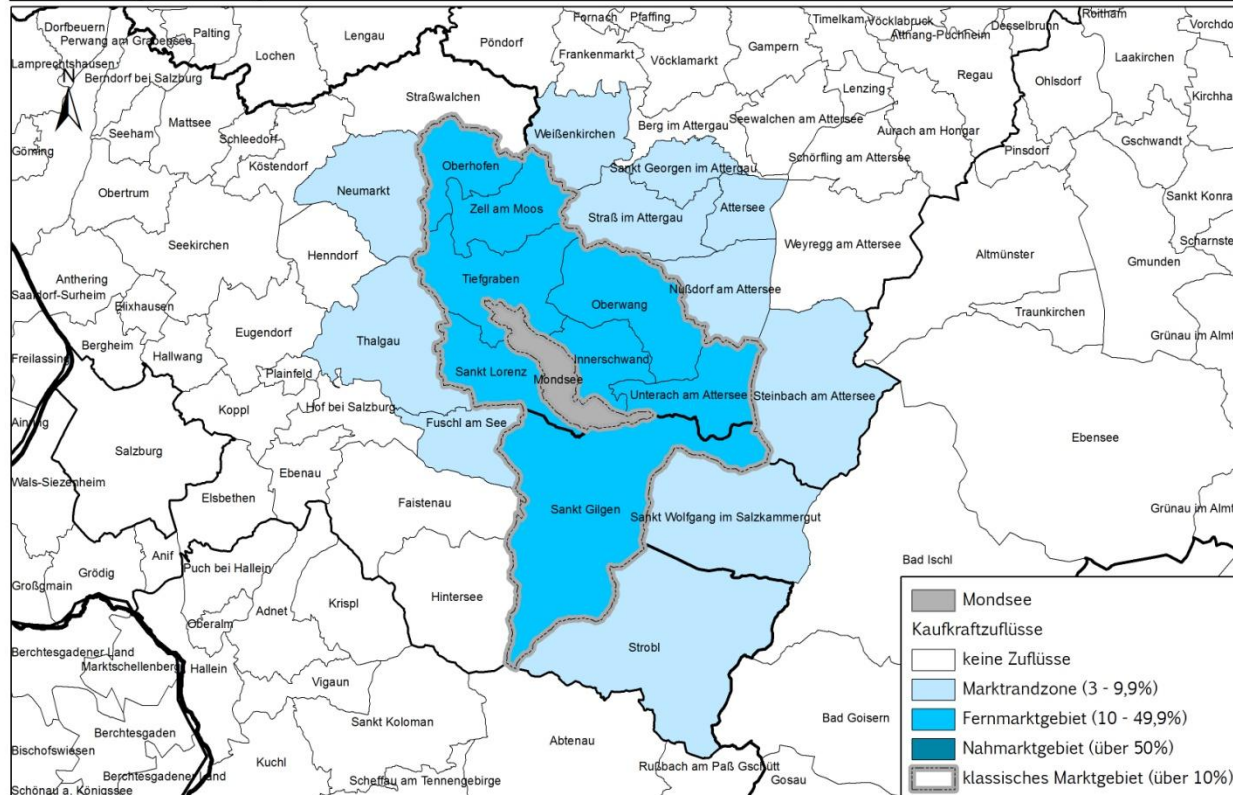 Dorfbeuern
Palting
Lengau
Pöndorf
Fornach
Pfaffing
Timelkam
Vöcklabruck
Desselbrunn
Roitham
Vorchdo
Perwang am Grabensee
Lochen
Frankenmarkt
Vöcklamarkt
Gampern
Attnang-Puchheim
Regau
Laakirchen
Lamprechtshausen
N
Berndorf bei Salzburg
Lenzing
Ohlsdorf
Kirchha
Straßwalchen
Mattsee
Seeham
Schleedorf
Weißenkirchen
Berg im Attergau
Seewalchen am Attersee
Aurach am Hongar
Gschwandt
Göming
Köstendorf
Oberhofen
Sankt Georgen im Attergau
Schörfling am Attersee
Pinsdorf
Obertrum
Neumarkt
Zell am Moos
Straß im Attergau
Attersee
Sankt Konra
Seekirchen
Henndorf
Weyregg am Attersee
Altmünster
Scharnste
Gmunden
Anthering
Tiefgraben
Nußdorf am Attersee
Saaldorf-Surheim
Elixhausen
Oberwang
Traunkirchen
Eugendorf
Thalgau
Grünau im Almt
Bergheim
Hallwang
Freilassing
Plainfeld
Sankt Lorenz
Mondsee
Innerschwand
Koppl
Hof bei Salzburg
Unterach am Attersee
Steinbach am Attersee
Ainring
Fuschl am See
Ebensee
Salzburg
Ebenau
Wals-Siezenheim
Elsbethen
Faistenau
Sankt Gilgen
Sankt Wolfgang im Salzkammergut
Grünau im Almt
Anif
Bad Ischl
Großgmain
Grödig
Puch bei Hallein
Adnet
Krispl
Hintersee
Oberalm
Strobl
Berchtesgadener Land
Marktschellenberg
Hallein
Vigaun
Sankt Koloman
Bad Goisern
Berchtesgaden
Abtenau
Bischofswiesen
Kuchl
Rußbach am Paß Gschütt
Berchtesgadener Land
Scheffau am Tennengebirge
Gosau
Schönau a. Königssee
Mondsee
Kaufkraftzuflüsse
keine Zuflüsse
Marktrandzone (3 - 9,9%)
Fernmarktgebiet (10 - 49,9%)
Nahmarktgebiet (über 50%)
klassisches Marktgebiet (über 10%)